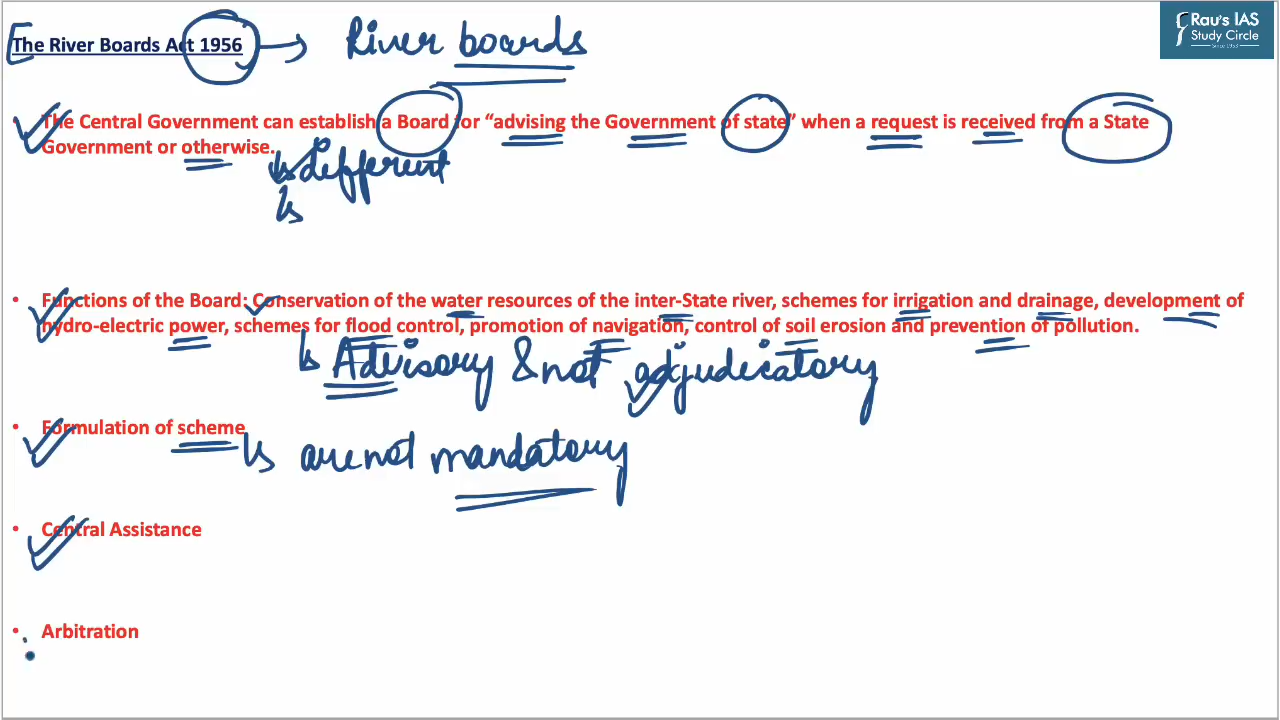 The River Boards Act 1956 → River boards
Rau's IAS
Study Circle
Since 1953
The Central Government can establish a Board for “advising the Government of state” when a request is received from a State
Government or otherwise.
different
• Functions of the Board: Conservation of the water resources of the inter-State river, schemes for irrigation and drainage, development of
hydro-electric power, schemes for flood control, promotion of navigation, control of soil erosion and prevention of pollution.
Advisory & not adjudicatory
• Formulation of scheme
are not mandatory
• Central Assistance
• Arbitration